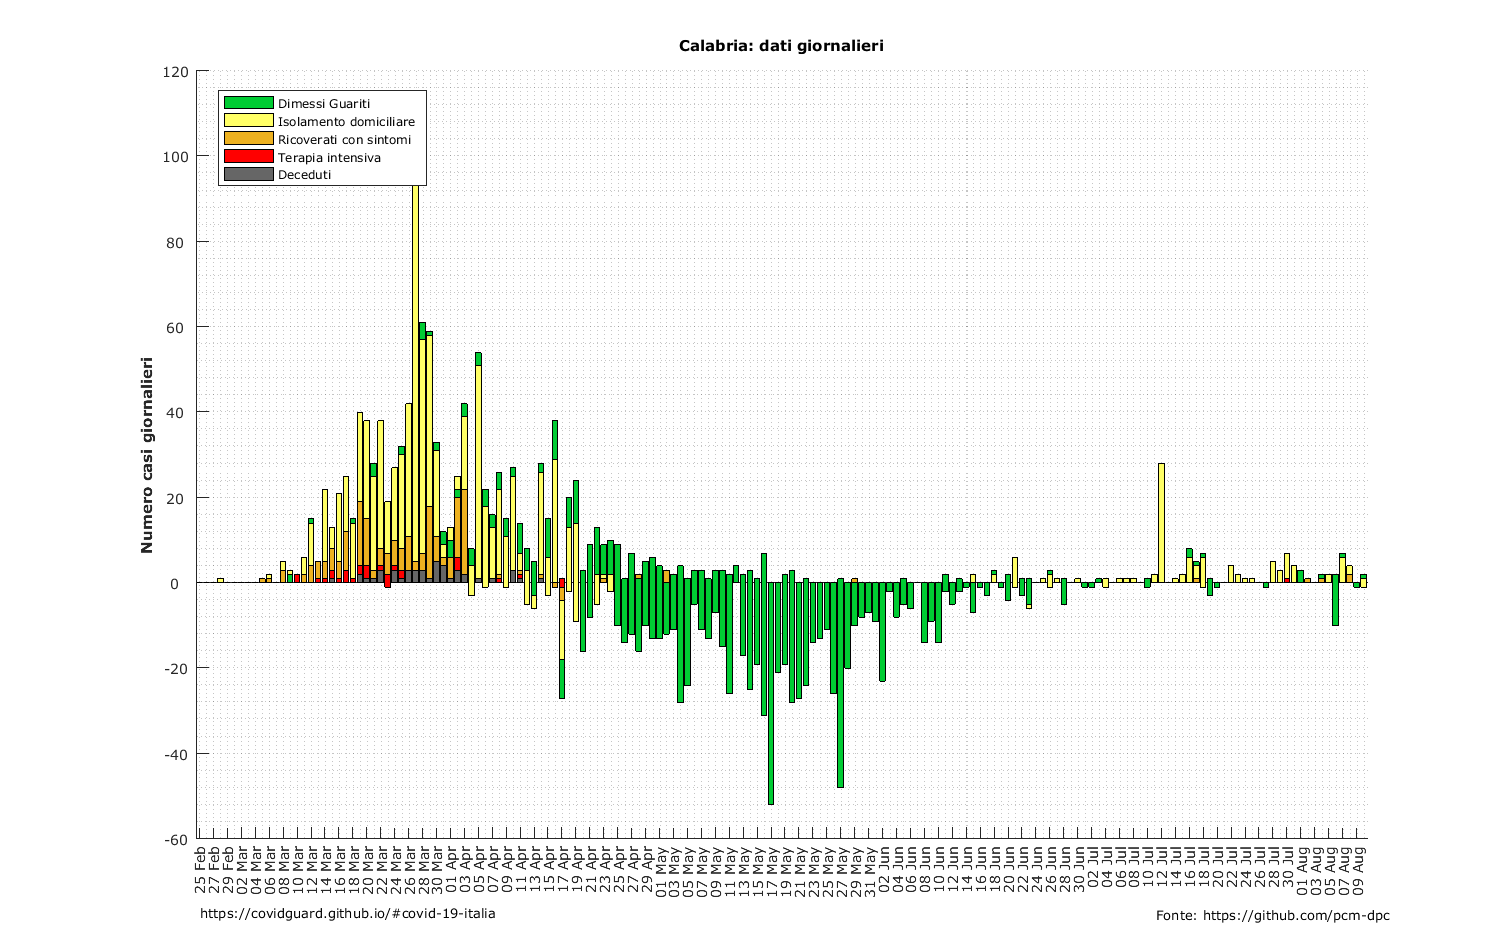 Calabria: dati giornalieri
Numero casi giornalieri
120
100
80
60
40
20
0
-20
-40
-60
Dimessi Guariti
Isolamento domiciliare
Ricoverati con sintomi
Terapia intensiva
Deceduti
25 Feb
27 Feb
29 Feb
02 Mar
04 Mar
06 Mar
08 Mar
10 Mar
12 Mar
14 Mar
16 Mar
18 Mar
20 Mar
22 Mar
24 Mar
26 Mar
28 Mar
30 Mar
01 Apr
03 Apr
05 Apr
07 Apr
09 Apr
11 Apr
13 Apr
15 Apr
17 Apr
19 Apr
21 Apr
23 Apr
25 Apr
27 Apr
29 Apr
01 May
03 May
05 May
07 May
09 May
11 May
13 May
15 May
17 May
19 May
21 May
23 May
25 May
27 May
29 May
31 May
02 Jun
04 Jun
06 Jun
08 Jun
10 Jun
12 Jun
14 Jun
16 Jun
18 Jun
20 Jun
22 Jun
24 Jun
26 Jun
28 Jun
30 Jun
02 Jul
04 Jul
06 Jul
08 Jul
10 Jul
12 Jul
14 Jul
16 Jul
18 Jul
20 Jul
22 Jul
24 Jul
26 Jul
28 Jul
30 Jul
01 Aug
03 Aug
05 Aug
07 Aug
09 Aug
https://covidguard.github.io/#covid-19-italia
Fonte: https://github.com/pcm-dpc